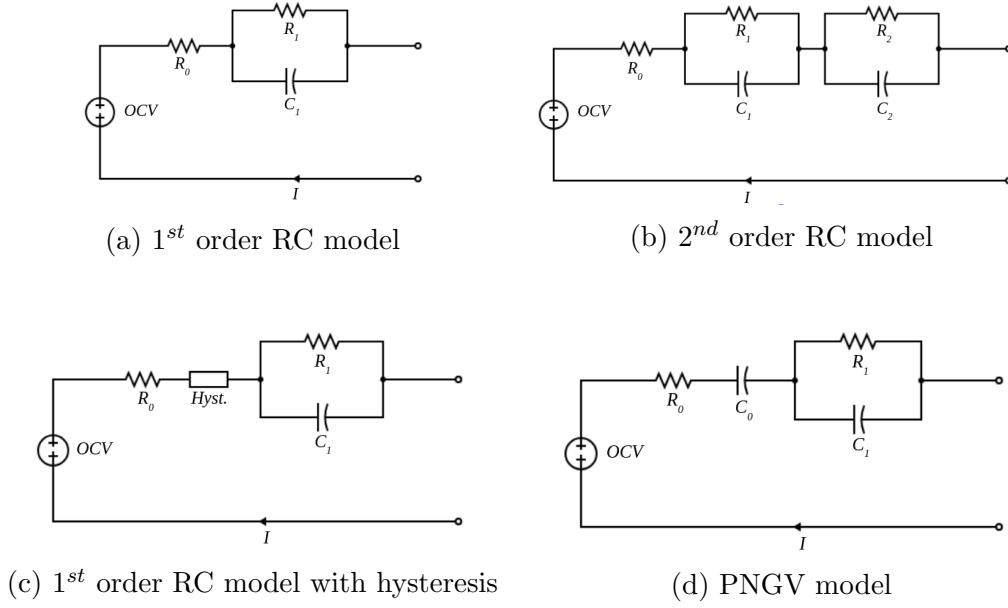 R₁
R₀
C₁
OCV
I
(a) 1ˢᵗ order RC model
R₁ R₂
R₀
C₁ C₂
OCV
I
(b) 2ⁿᵈ order RC model
R₁
R₀ Hyst.
C₁
OCV
I
(c) 1ˢᵗ order RC model with hysteresis
R₁
R₀ C₀
C₁
OCV
I
(d) PNGV model